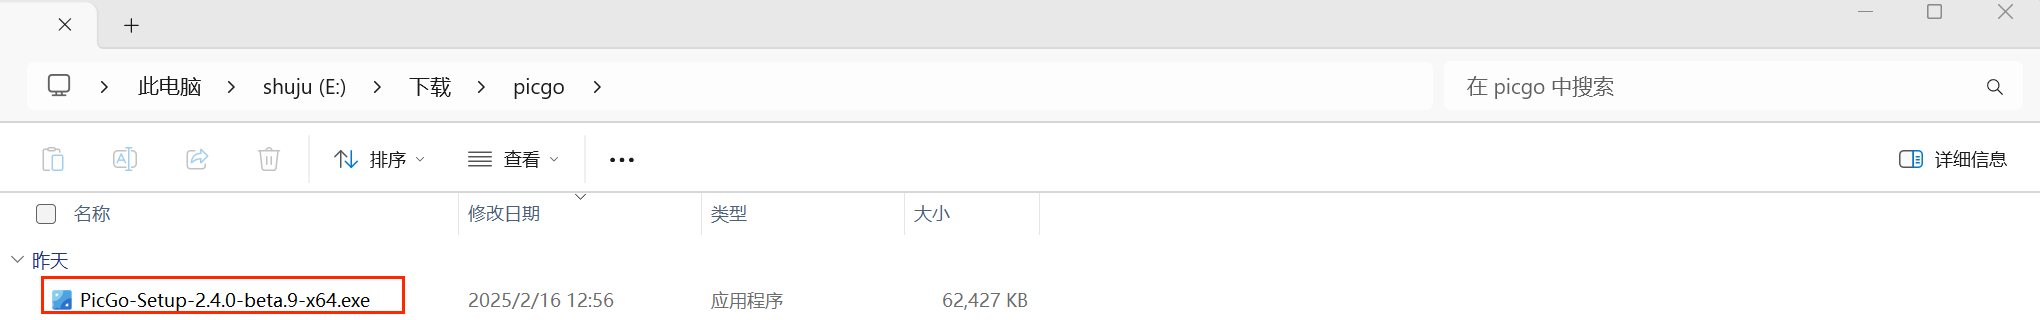 此电脑 shuju (E:) 下载 picgo
在 picgo 中搜索
排序 查看 详细信息
名称 修改日期 类型 大小
昨天
PicGo-Setup-2.4.0-beta.9-x64.exe 2025/2/16 12:56 应用程序 62,427 KB